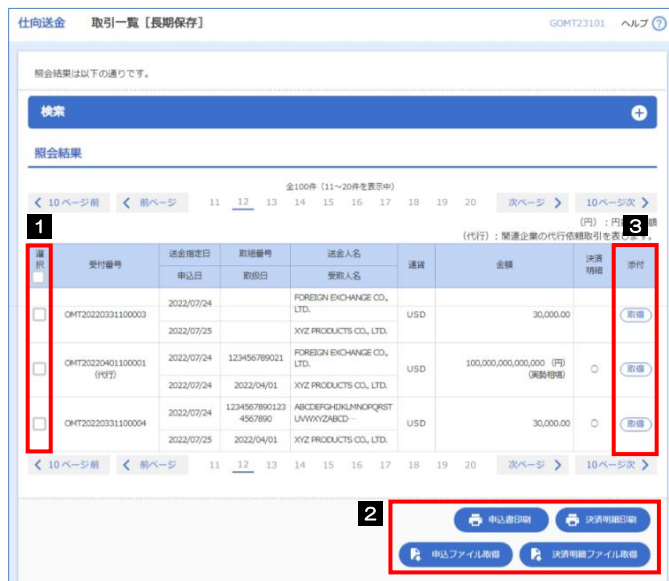 仕向送金 取引一覧［長期保存］ GOMT23101 ヘルプ ?
照会結果は以下の通りです。
検索
照会結果
全100件（11～20件を表示中）
10ページ前 前ページ 11 12 13 14 15 16 17 18 19 20 次ページ 10ページ次
1 3
（円）：円
（代行）：関連企業の代行依頼取引を表します。
選択 受付番号 送金指定日 取組番号 送金人名 通貨 金額 決済明細 添付
申込日 取扱日 受取人名
OMT20220331100003 2022/07/24 FOREIGN EXCHANGE CO., LTD. USD 30,000.00 取得
2022/07/25 XYZ PRODUCTS CO., LTD.
OMT20220401100001 2022/07/24 123456789021 FOREIGN EXCHANGE CO., LTD. USD 100,000,000,000,000 （円） ○ 取得
（代行） （実勢相場）
2022/07/24 2022/04/01 XYZ PRODUCTS CO., LTD.
OMT20220331100004 2022/07/24 1234567890123 ABCDEFGHIJKLMNOPQRST USD 30,000.00 ○ 取得
4567890 UVWXYZABCD…
2022/07/25 2022/04/01 XYZ PRODUCTS CO., LTD.
10ページ前 前ページ 11 12 13 14 15 16 17 18 19 20 次ページ 10ページ次
2
申込書印刷 決済明細印刷
申込ファイル取得 決済明細ファイル取得